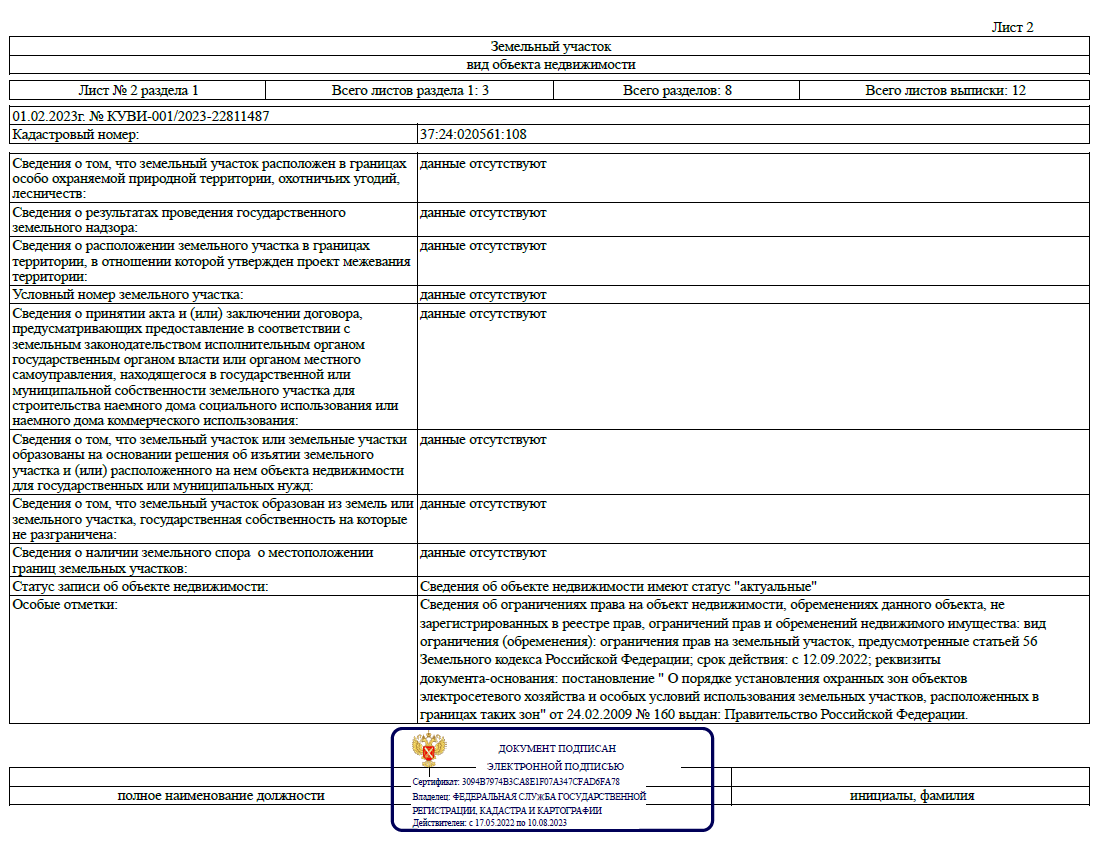 Лист 2
Земельный участок
вид объекта недвижимости
Лист № 2 раздела 1
Всего листов раздела 1: 3
Всего разделов: 8
Всего листов выписки: 12
01.02.2023г. № КУВИ-001/2023-22811487
Кадастровый номер:
37:24:020561:108
Сведения о том, что земельный участок расположен в границах
особо охраняемой природной территории, охотничьих угодий,
лесничеств:
данные отсутствуют
Сведения о результатах проведения государственного
земельного надзора:
данные отсутствуют
Сведения о расположении земельного участка в границах
территории, в отношении которой утвержден проект межевания
территории:
данные отсутствуют
Условный номер земельного участка:
данные отсутствуют
Сведения о принятии акта и (или) заключении договора,
предусматривающих предоставление в соответствии с
земельным законодательством исполнительным органом
государственным органом власти или органом местного
самоуправления, находящегося в государственной или
муниципальной собственности земельного участка для
строительства наемного дома социального использования или
наемного дома коммерческого использования:
данные отсутствуют
Сведения о том, что земельный участок или земельные участки
образованы на основании решения об изъятии земельного
участка и (или) расположенного на нем объекта недвижимости
для государственных или муниципальных нужд:
данные отсутствуют
Сведения о том, что земельный участок образован из земель или
земельного участка, государственная собственность на которые
не разграничена:
данные отсутствуют
Сведения о наличии земельного спора о местоположении
границ земельных участков:
данные отсутствуют
Статус записи об объекте недвижимости:
Сведения об объекте недвижимости имеют статус "актуальные"
Особые отметки:
Сведения об ограничениях права на объект недвижимости, обременениях данного объекта, не
зарегистрированных в реестре прав, ограничений прав и обременений недвижимого имущества: вид
ограничения (обременения): ограничения прав на земельный участок, предусмотренные статьей 56
Земельного кодекса Российской Федерации; срок действия: с 12.09.2022; реквизиты
документа-основания: постановление " О порядке установления охранных зон объектов
электросетевого хозяйства и особых условий использования земельных участков, расположенных в
границах таких зон" от 24.02.2009 № 160 выдан: Правительство Российской Федерации.
ДОКУМЕНТ ПОДПИСАН
ЭЛЕКТРОННОЙ ПОДПИСЬЮ
Сертификат: 3094B7974B3CA8E1F07A347CFAD6FA78
Владелец: ФЕДЕРАЛЬНАЯ СЛУЖБА ГОСУДАРСТВЕННОЙ
РЕГИСТРАЦИИ, КАДАСТРА И КАРТОГРАФИИ
Действителен: с 17.05.2022 по 10.08.2023
полное наименование должности
инициалы, фамилия